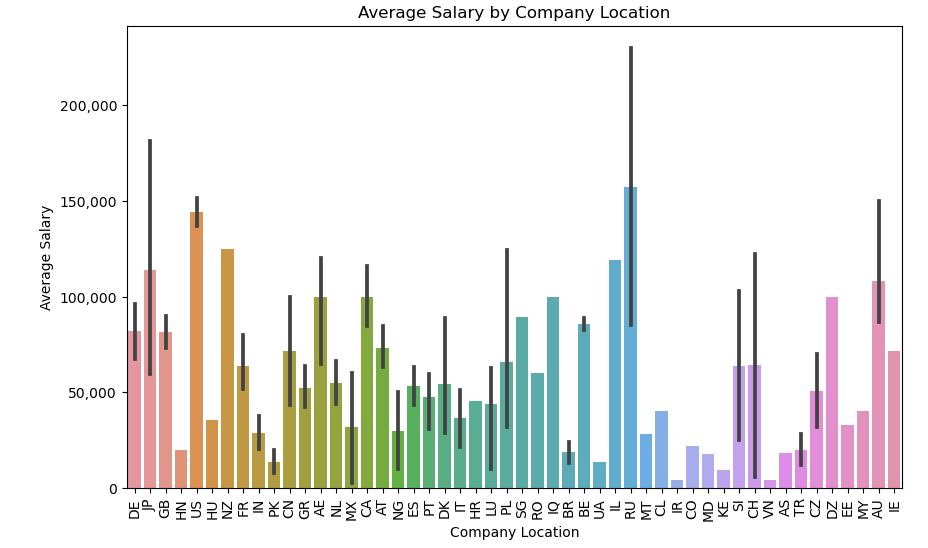 Average Salary by Company Location
200,000
150,000
100,000
50,000
0
Average Salary
DE JP GB HN US HU NZ FR IN PK CN GR AE NL MX CA AT NG ES PT DK IT HR LU PL SG RO IQ BR BE UA IL RU MT CL IR CO MD KE SI CH VN AS TR CZ DZ EE MY AU IE
Company Location